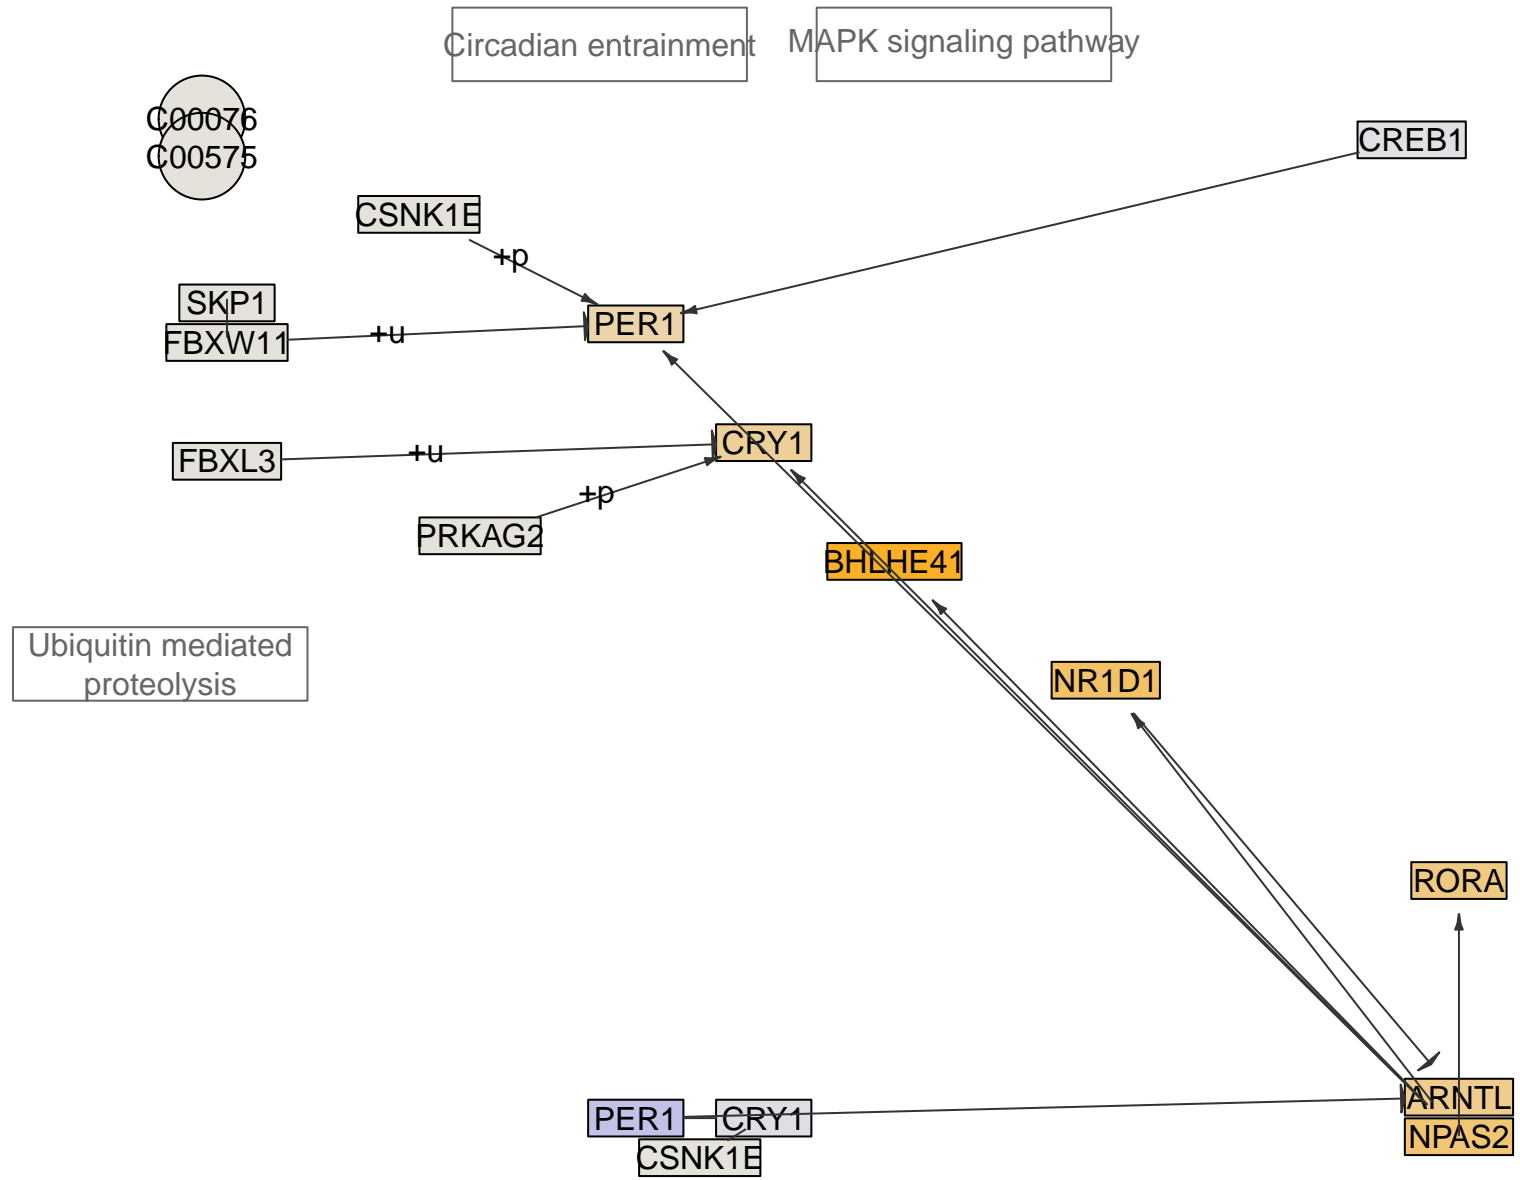 Circadian entrainment
MAPK signaling pathway
C00076
C00575
CREB1
CSNK1E
+p
SKP1
PER1
FBXW11
+u
CRY1
FBXL3
+u
+p
PRKAG2
BHLHE41
Ubiquitin mediated
proteolysis
NR1D1
RORA
ARNTL
PER1
CRY1
NPAS2
CSNK1E